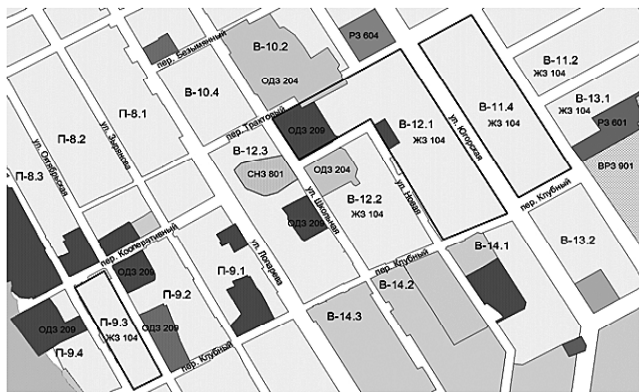 РЗ 604
В-10.2
пер. Безымянный
ОДЗ 204
В-11.2
ЖЗ 104
В-10.4
П-8.1
В-11.4
ЖЗ 104
В-13.1
ЖЗ 104
РЗ 601
пер. Трактовый
ОДЗ 209
В-12.1
ЖЗ 104
ул. Югорская
П-8.2
ул. Зырянова
ул. Октябрьская
П-8.3
В-12.3
СНЗ 801
ОДЗ 204
ВРЗ 901
В-12.2
ЖЗ 104
ул. Новая
ул. Школьная
ОДЗ 209
пер. Клубный
пер. Кооперативный
В-13.2
В-14.1
пер. Клубный
ул. Лопарева
П-9.1
ОДЗ 209
П-9.2
В-14.2
В-14.3
П-9.3
ЖЗ 104
ОДЗ 209
ОДЗ 209
П-9.4
пер. Клубный